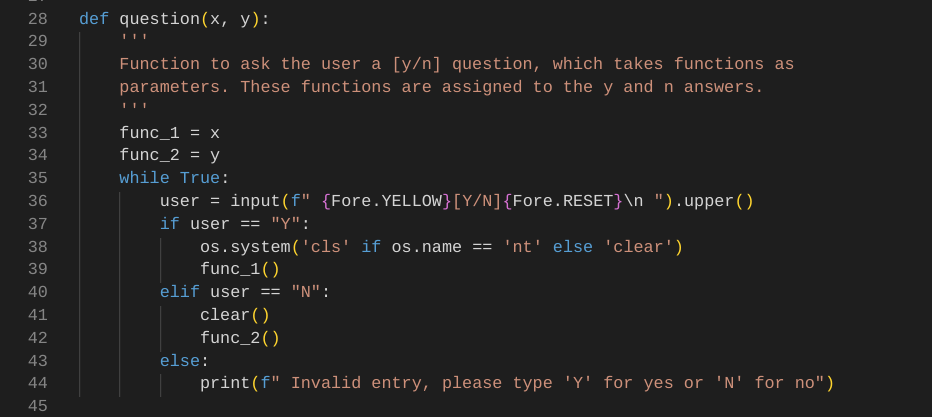 28 def question(x, y):
29     '''
30     Function to ask the user a [y/n] question, which takes functions as
31     parameters. These functions are assigned to the y and n answers.
32     '''
33     func_1 = x
34     func_2 = y
35     while True:
36         user = input(f" {Fore.YELLOW}[Y/N]{Fore.RESET}\n ").upper()
37         if user == "Y":
38             os.system('cls' if os.name == 'nt' else 'clear')
39             func_1()
40         elif user == "N":
41             clear()
42             func_2()
43         else:
44             print(f" Invalid entry, please type 'Y' for yes or 'N' for no")
45